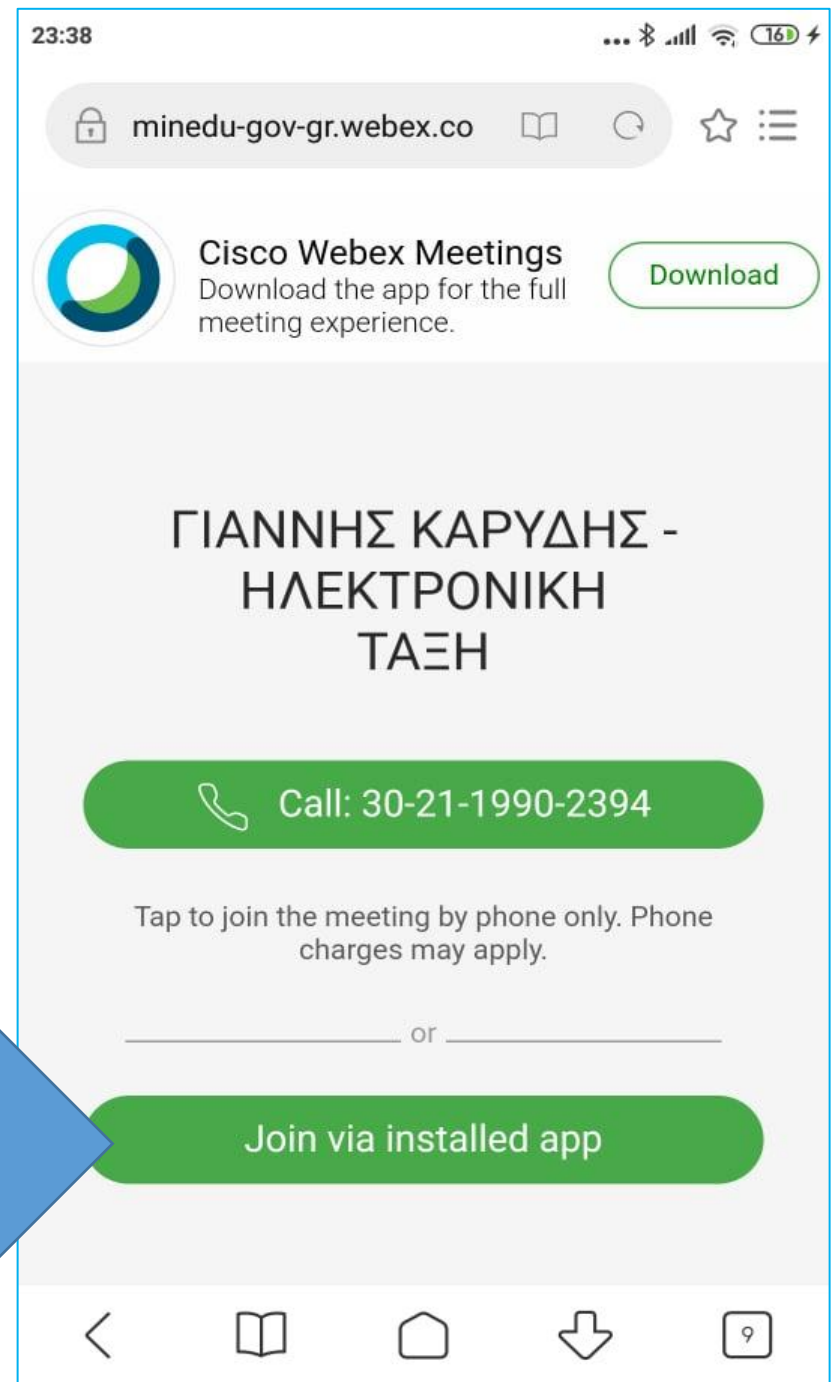 23:38
16
minedu-gov-gr.webex.co
Cisco Webex Meetings
Download the app for the full
meeting experience.
Download
ΓΙΑΝΝΗΣ ΚΑΡΥΔΗΣ -
ΗΛΕΚΤΡΟΝΙΚΗ
ΤΑΞΗ
Call: 30-21-1990-2394
Tap to join the meeting by phone only. Phone
charges may apply.
or
Join via installed app
9